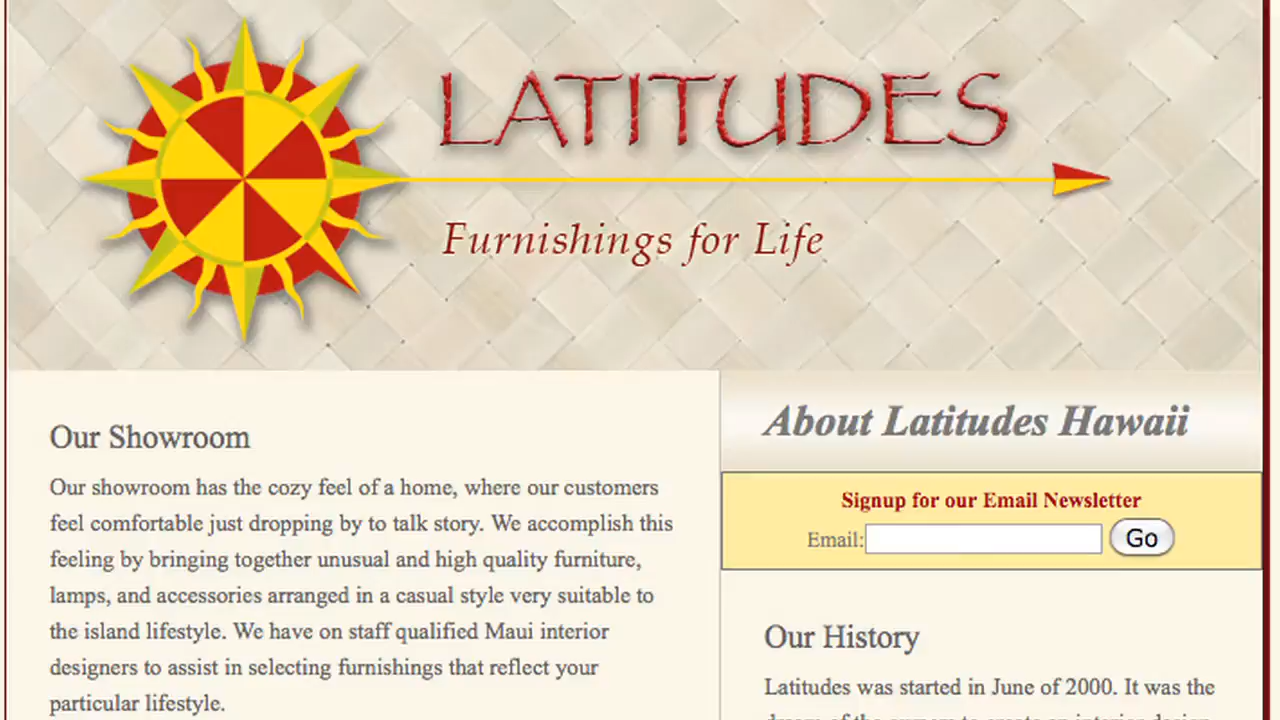 LATITUDES
Furnishings for Life
Our Showroom
Our showroom has the cozy feel of a home, where our customers
feel comfortable just dropping by to talk story. We accomplish this
feeling by bringing together unusual and high quality furniture,
lamps, and accessories arranged in a casual style very suitable to
the island lifestyle. We have on staff qualified Maui interior
designers to assist in selecting furnishings that reflect your
particular lifestyle.
About Latitudes Hawaii
Signup for our Email Newsletter
Email:
Go
Our History
Latitudes was started in June of 2000. It was the